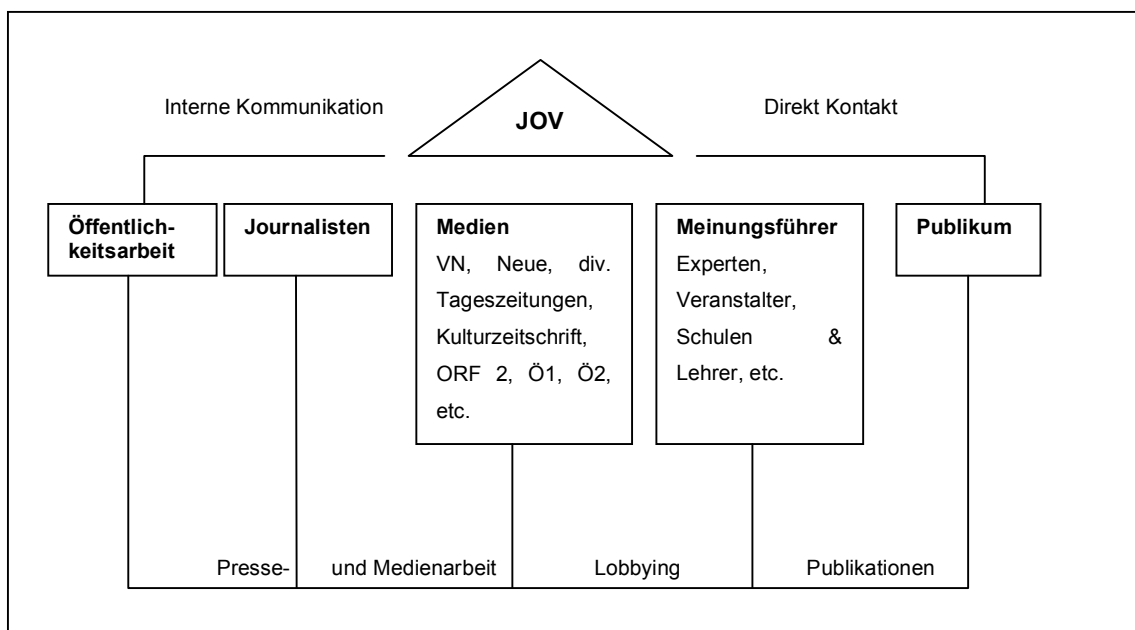 Interne Kommunikation
JOV
Direkt Kontakt
Öffentlich-
keitsarbeit
Journalisten
Medien
VN, Neue, div.
Tageszeitungen,
Kulturzeitschrift,
ORF 2, Ö1, Ö2,
etc.
Meinungsführer
Experten,
Veranstalter,
Schulen &
Lehrer, etc.
Publikum
Presse- und Medienarbeit
Lobbying
Publikationen